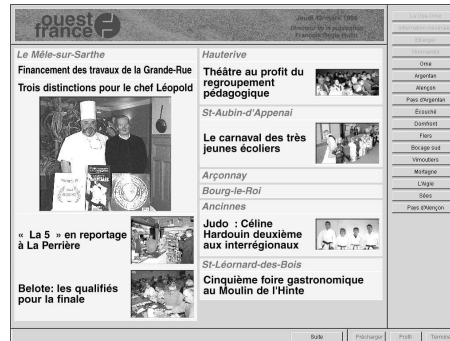 ouest
france
Le Mêle-sur-Sarthe
Financement des travaux de la Grande-Rue
Trois distinctions pour le chef Léopold
« La 5 » en reportage
à La Perrière
Belote: les qualifiés
pour la finale
Hauterive
Théâtre au profit du
regroupement
pédagogique
St-Aubin-d'Appenai
Le carnaval des très
jeunes écoliers
Arçonnay
Bourg-le-Roi
Ancinnes
Judo : Céline
Hardouin deuxième
aux interrégionaux
St-Léornard-des-Bois
Cinquième foire gastronomique
au Moulin de l'Hinte
Orne
Argentan
Alençon
Pays d'Argentan
Écouché
Domfront
Flers
Bocage sud
Vimoutiers
Mortagne
L'Aigle
Sées
Pays d'Alençon
Suite
Précharger
Profil